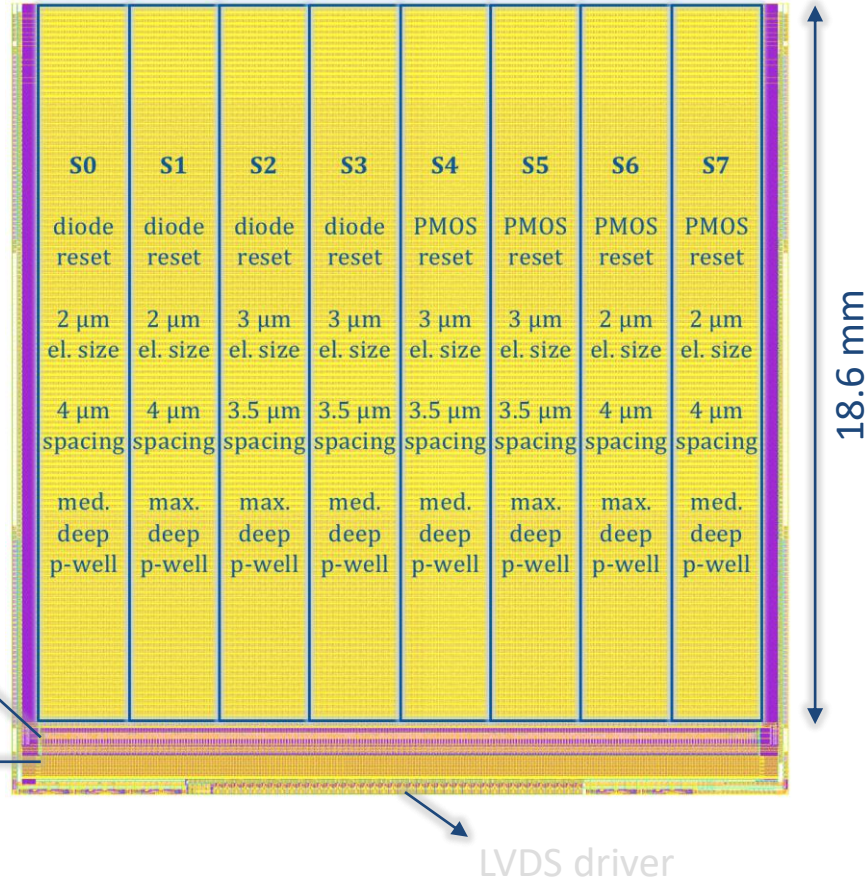 S0
diode
reset
2 µm
el. size
4 µm
spacing
med.
deep
p-well
S1
diode
reset
2 µm
el. size
4 µm
spacing
max.
deep
p-well
S2
diode
reset
3 µm
el. size
3.5 µm
spacing
max.
deep
p-well
S3
diode
reset
3 µm
el. size
3.5 µm
spacing
med.
deep
p-well
S4
PMOS
reset
3 µm
el. size
3.5 µm
spacing
med.
deep
p-well
S5
PMOS
reset
3 µm
el. size
3.5 µm
spacing
max.
deep
p-well
S6
PMOS
reset
2 µm
el. size
4 µm
spacing
max.
deep
p-well
S7
PMOS
reset
2 µm
el. size
4 µm
spacing
med.
deep
p-well
18.6 mm
LVDS driver